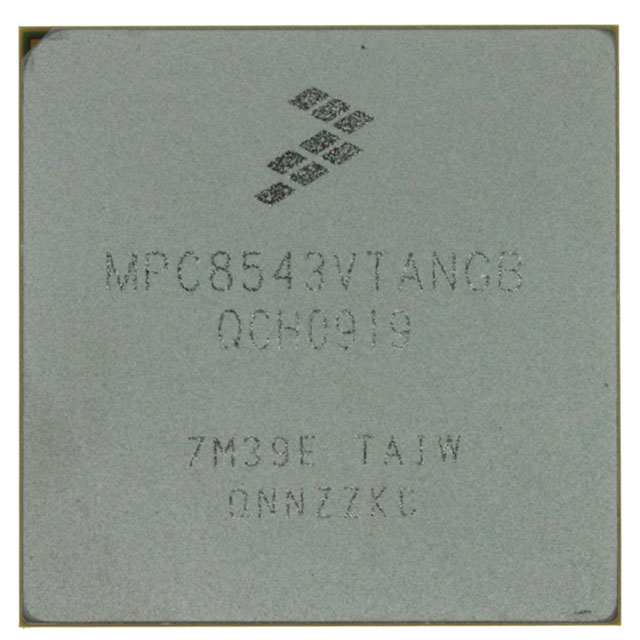 MPC8543VTANGB
QCH0919
7M39E TAJW
QNNZZKC